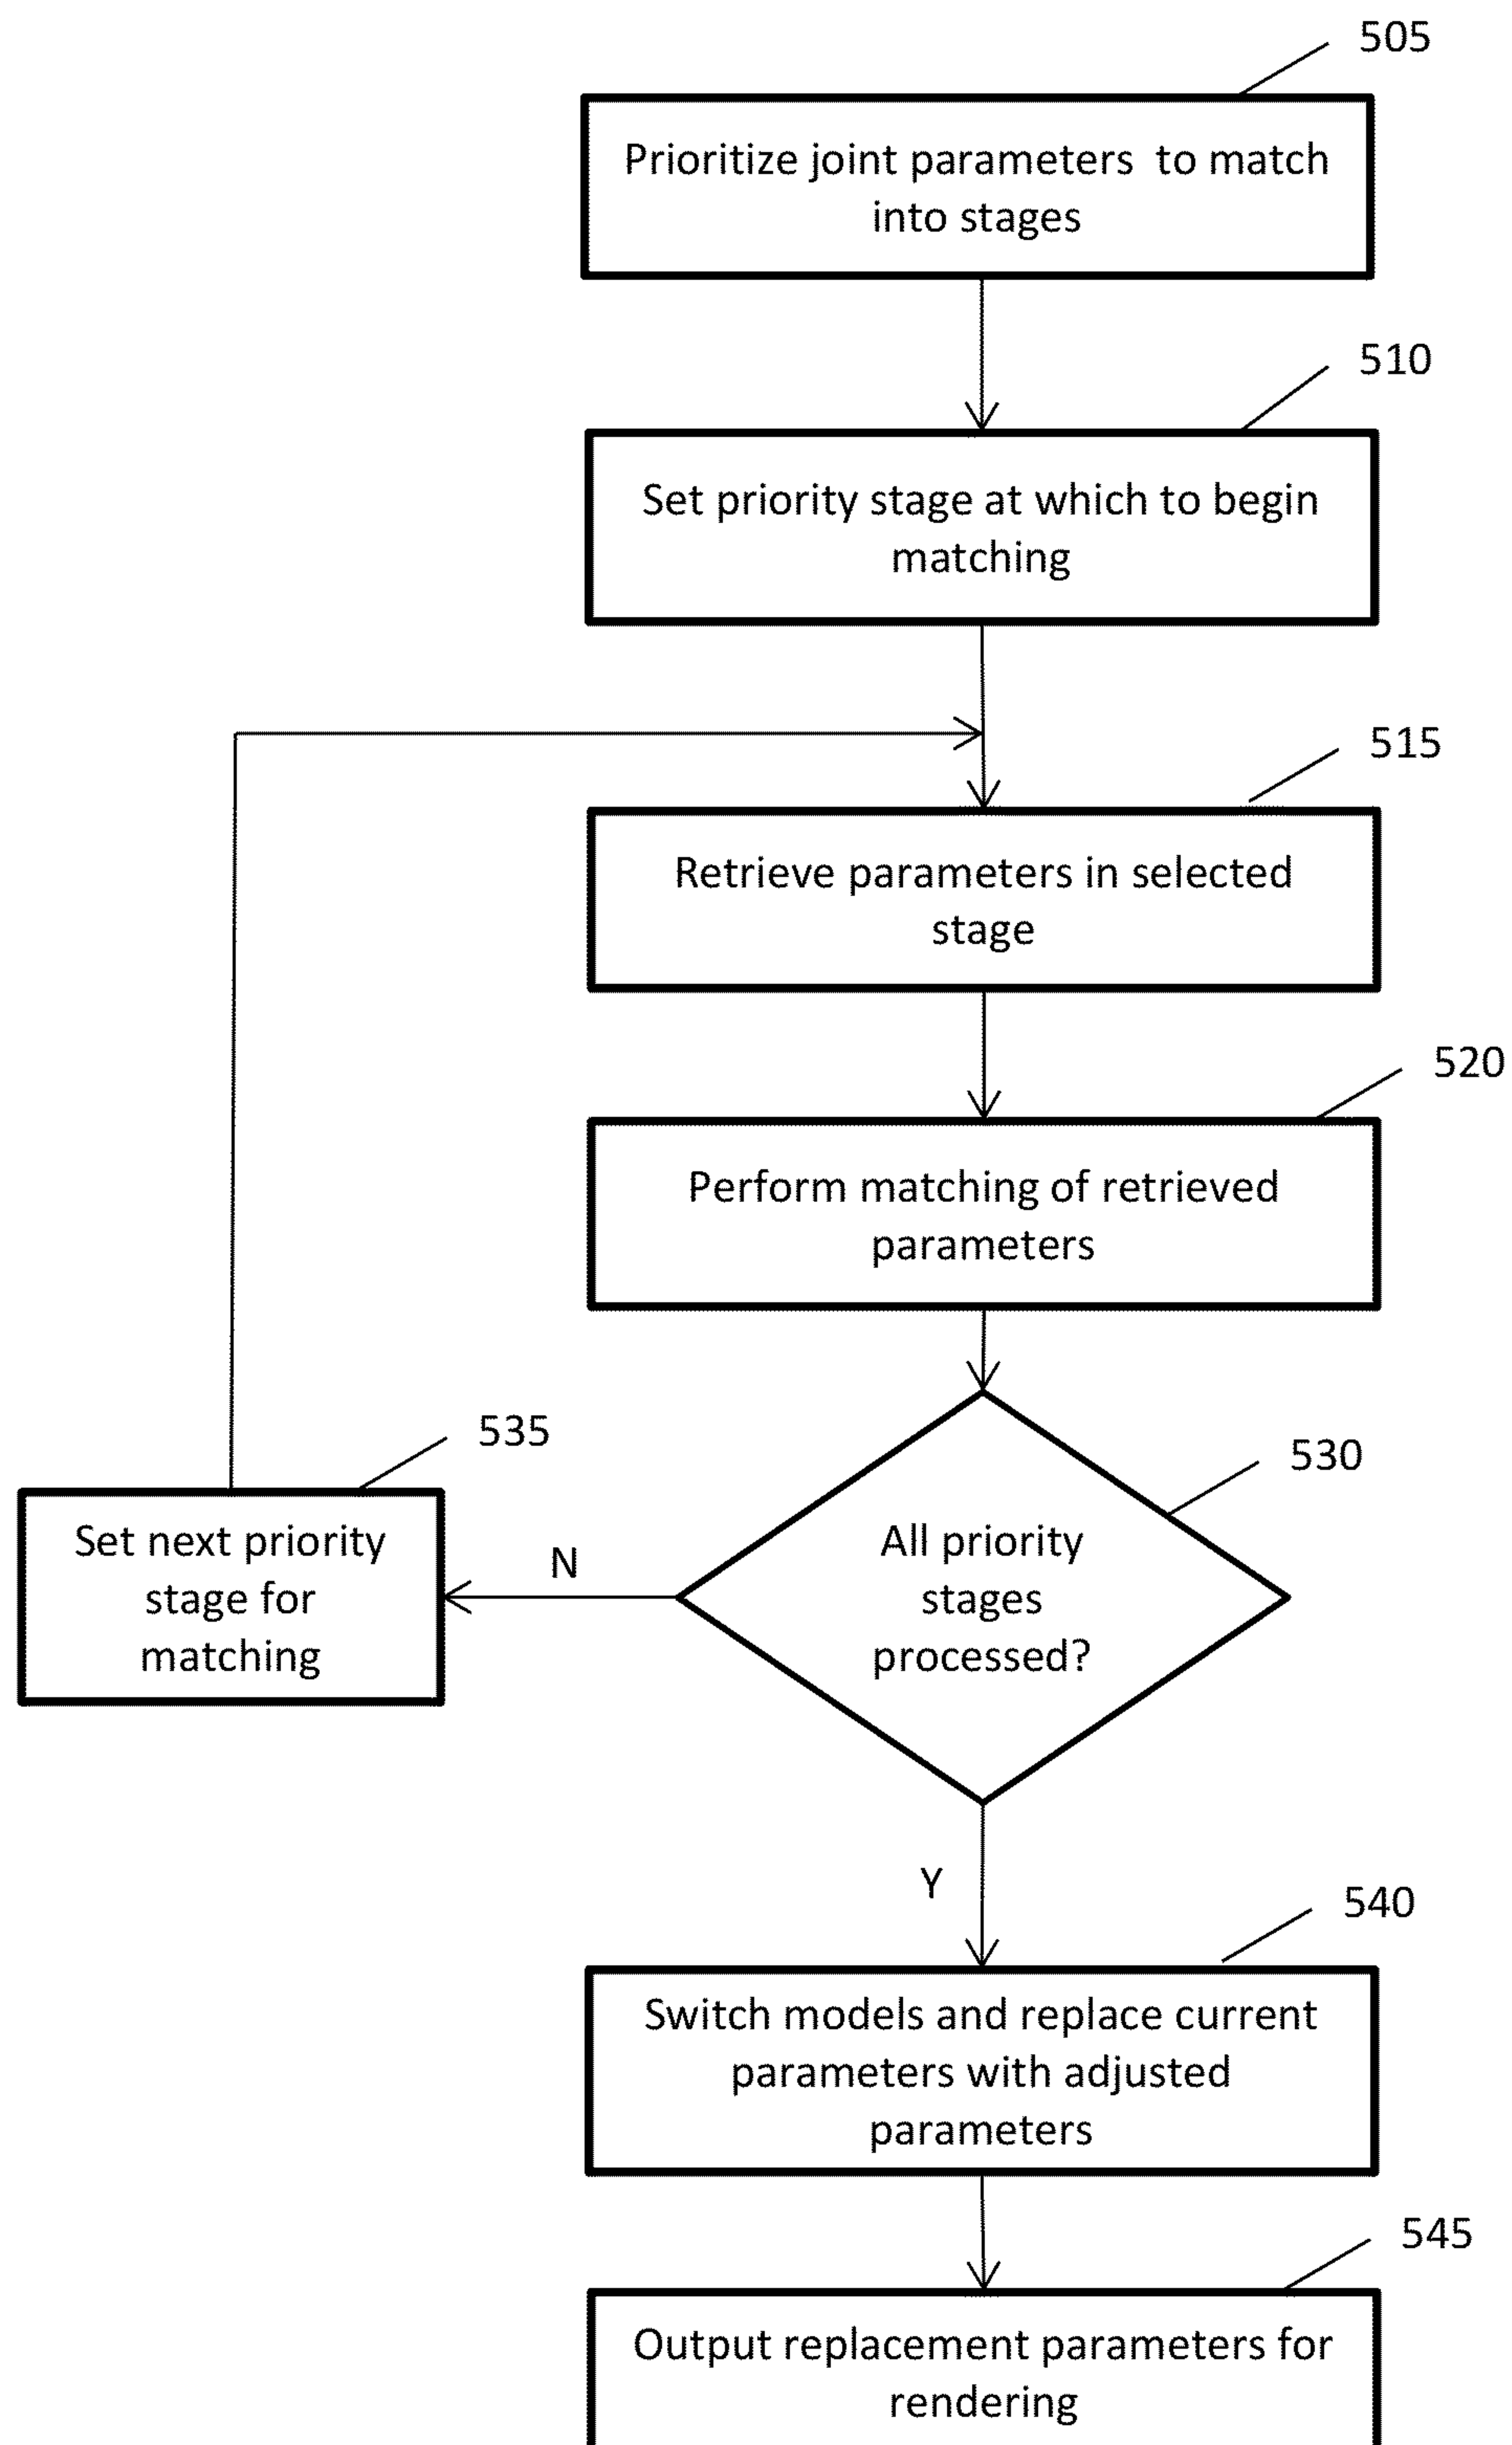 505
Prioritize joint parameters to match
into stages
510
Set priority stage at which to begin
matching
515
Retrieve parameters in selected
stage
520
Perform matching of retrieved
parameters
530
All priority
stages
processed?
N
535
Set next priority
stage for
matching
Y
540
Switch models and replace current
parameters with adjusted
parameters
545
Output replacement parameters for
rendering